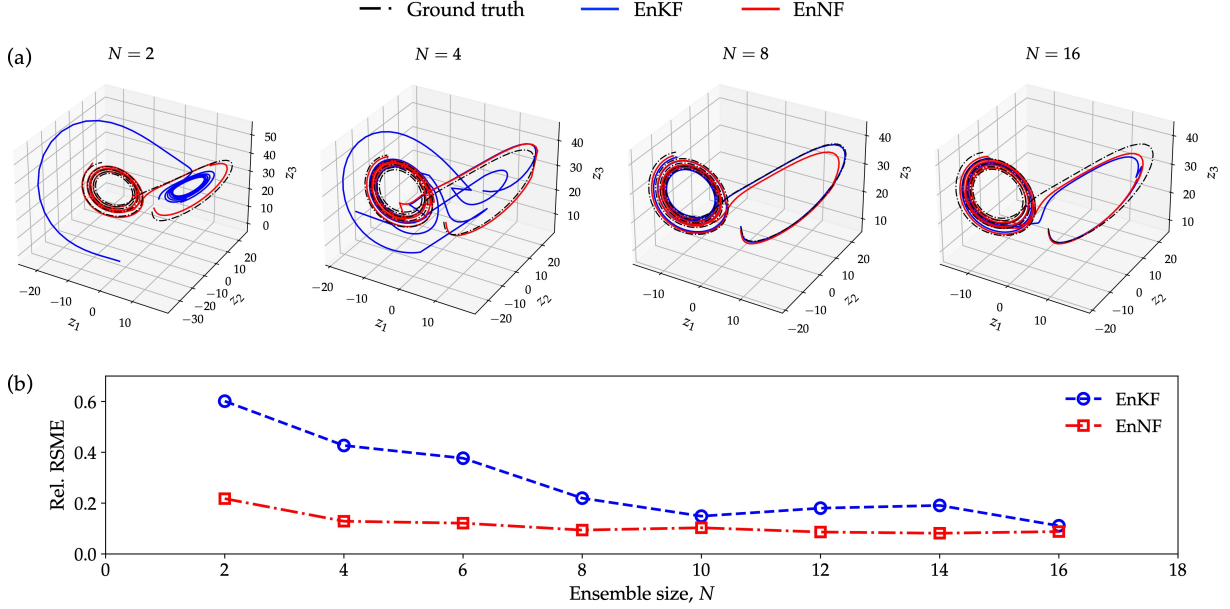 Ground truth EnKF EnNF
(a)
N = 2 N = 4 N = 8 N = 16
50 40 30 20 10 0 z3
−20 −10 0 10 z1
−30 −20 −10 0 10 20 z2
40 30 20 10 z3
−20 −10 0 10 z1
−20 −10 0 10 20 z2
40 30 20 10 z3
−10 0 10 z1
−20 −10 0 10 20 z2
40 30 20 10 z3
−10 0 10 z1
−20 −10 0 10 20 z2
(b)
Rel. RSME
0.6
0.4
0.2
0.0
EnKF
EnNF
0 2 4 6 8 10 12 14 16 18
Ensemble size, N